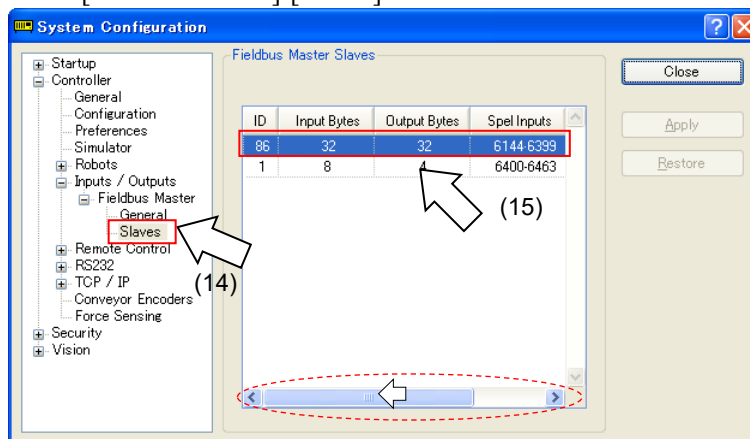 System Configuration
Startup
Controller
General
Configuration
Preferences
Simulator
Robots
Inputs / Outputs
Fieldbus Master
General
Slaves
Remote Control
RS232
TCP / IP
Conveyor Encoders
Force Sensing
Security
Vision
(14)
Fieldbus Master Slaves
ID Input Bytes Output Bytes Spel Inputs
86 32 32 6144-6399
1 8 4 6400-6463
(15)
Close
Apply
Restore